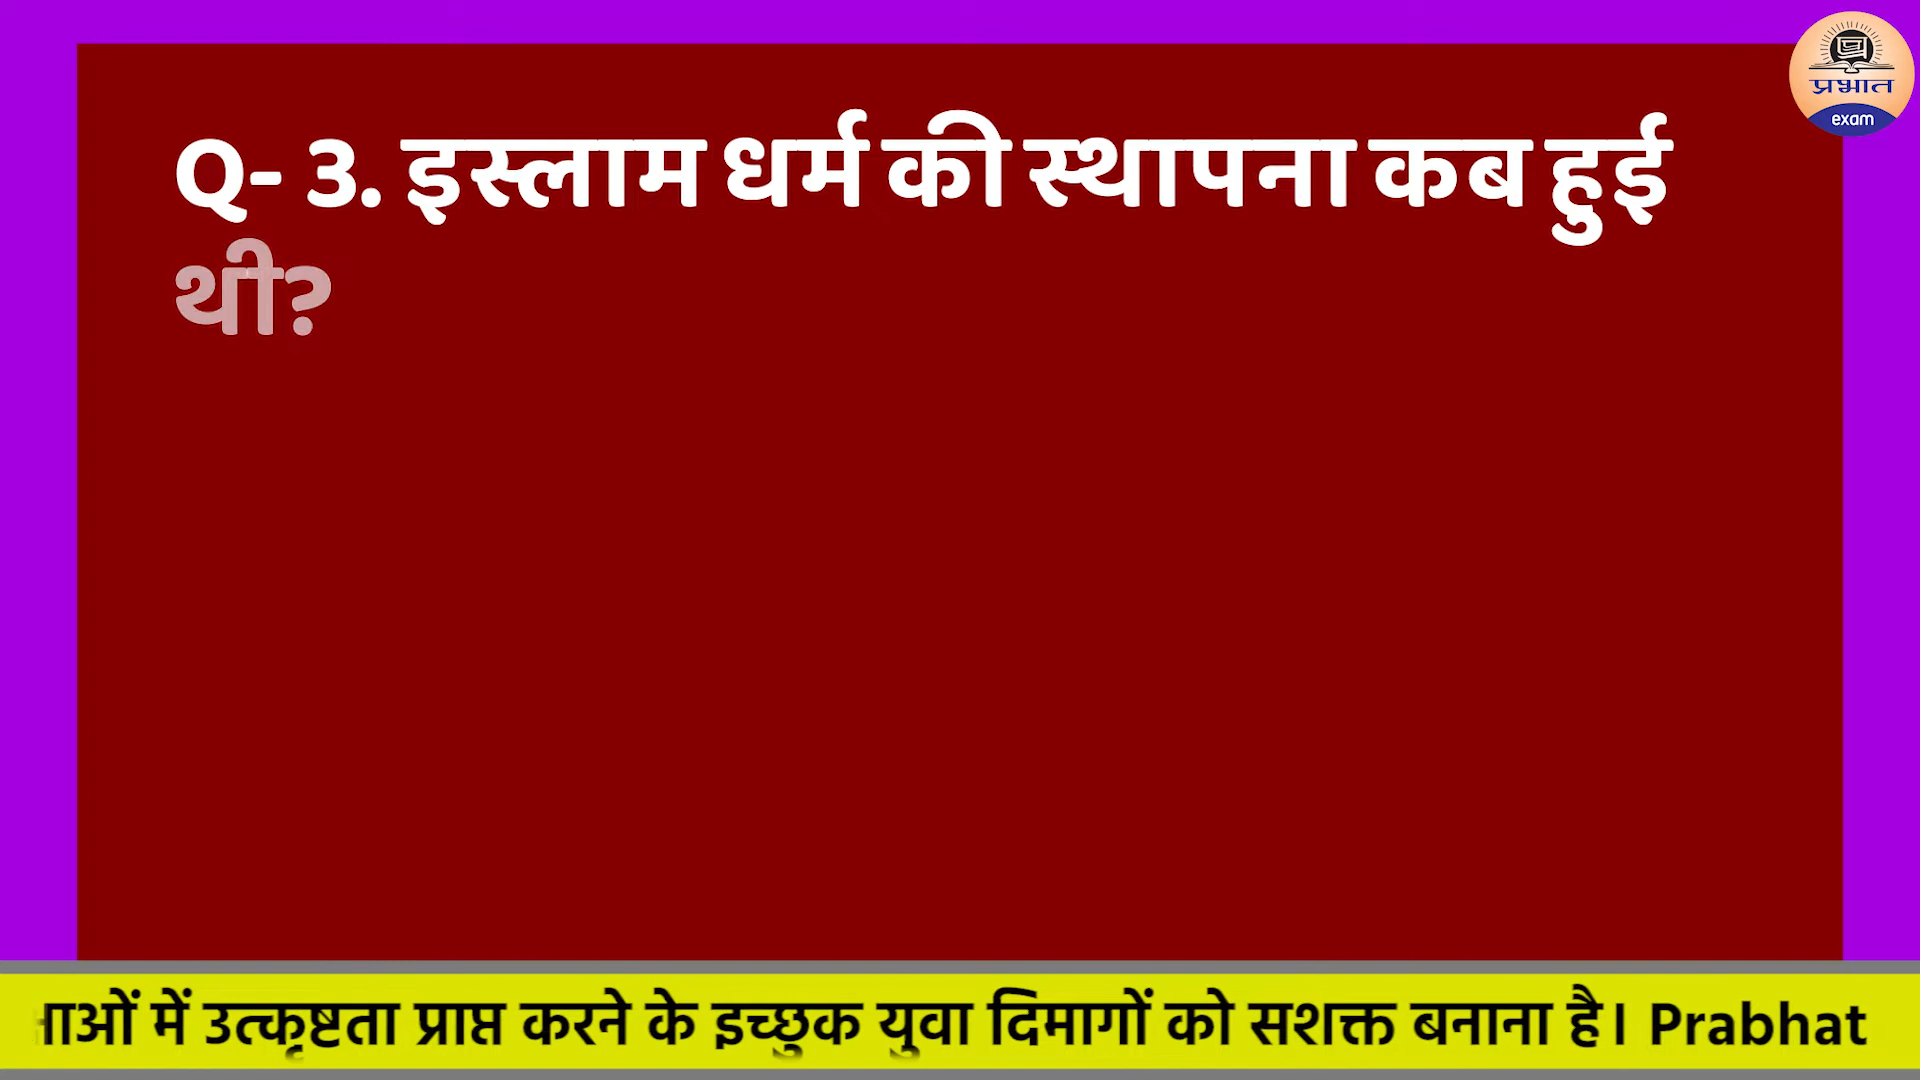 प्रभात
exam
Q- 3. इस्लाम धर्म की स्थापना कब हुई
थी?
में उत्कृष्टता प्राप्त करने के इच्छुक युवा दिमागों को सशक्त बनाना है। Prabhat